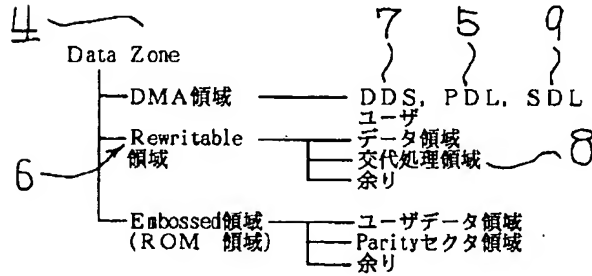 4 7 5 9
Data Zone
DMA領域 DDS, PDL, SDL
ユーザ
Rewritable データ領域
領域 交代処理領域 8
6 余り
Embossed領域 ユーザデータ領域
(ROM 領域) Parityセクタ領域
余り